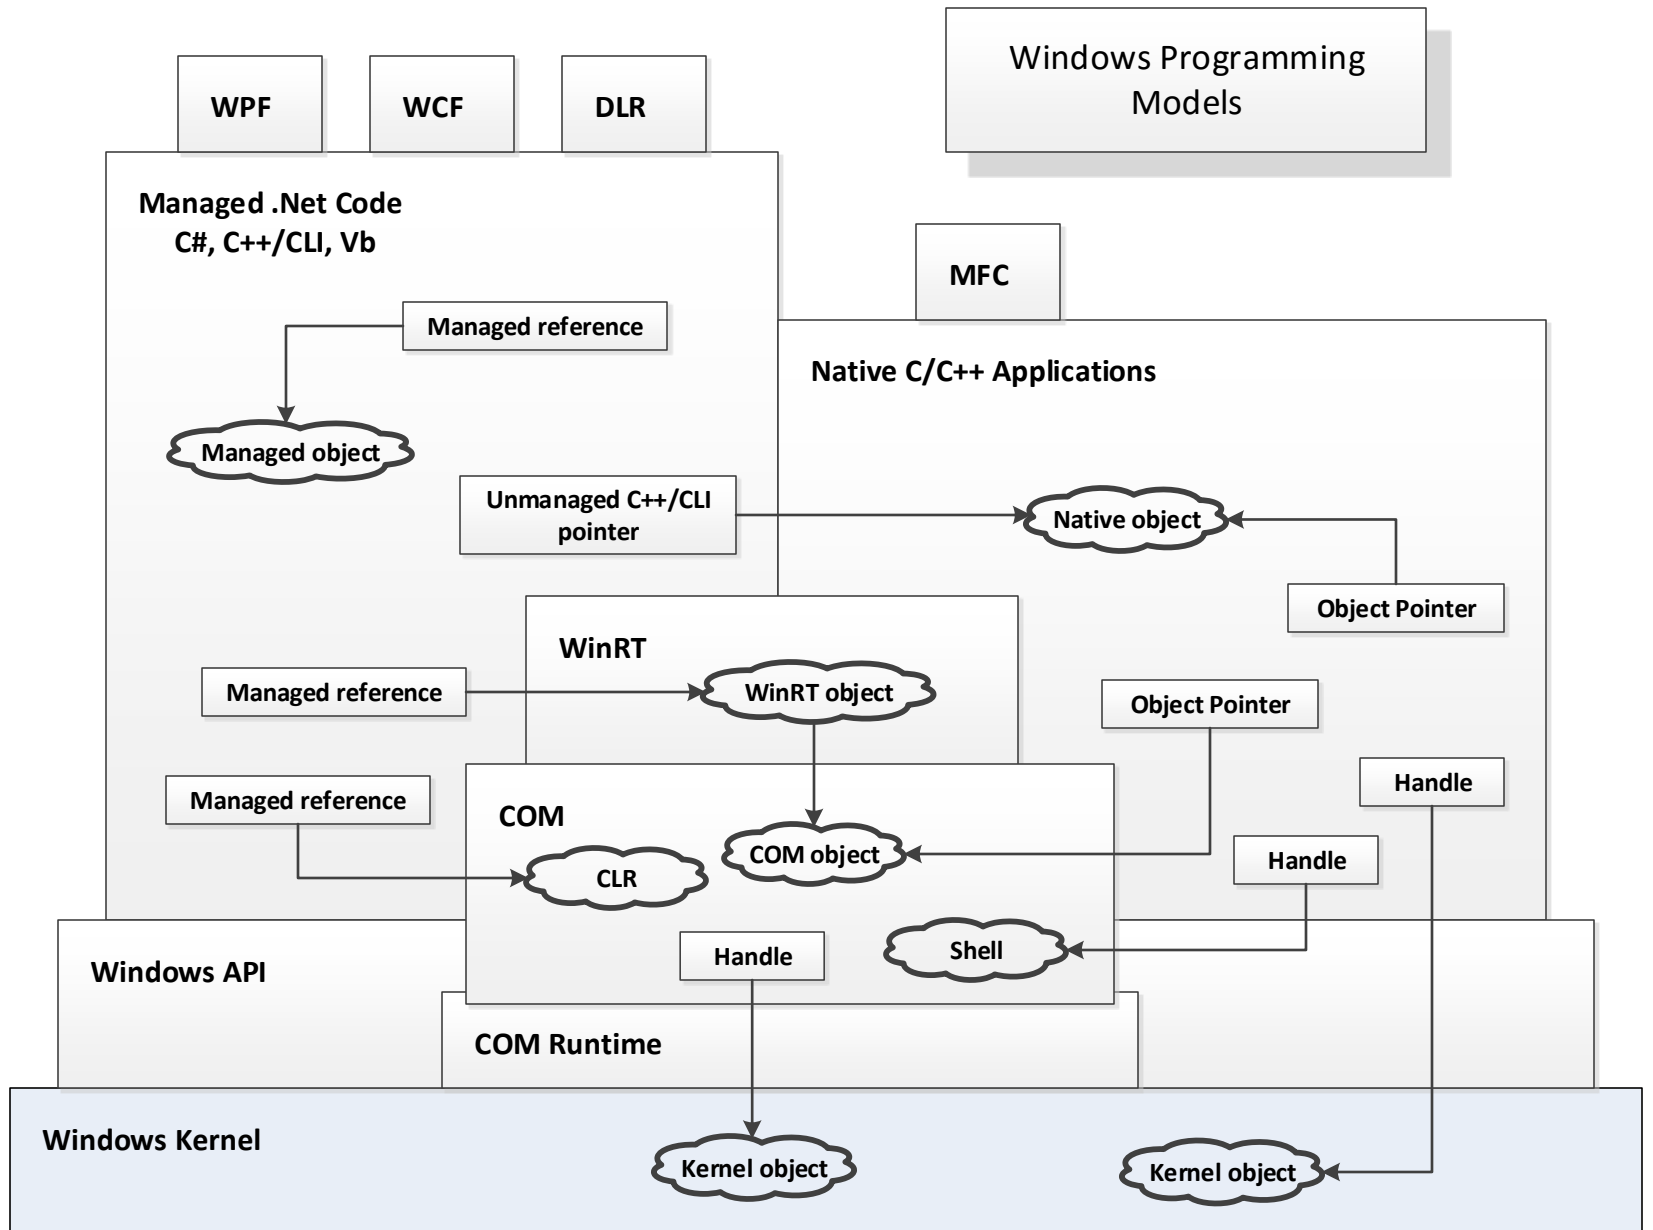 Windows Programming
Models
WPF
WCF
DLR
Managed .Net Code
C#, C++/CLI, Vb
MFC
Managed reference
Native C/C++ Applications
Managed object
Unmanaged C++/CLI
pointer
Native object
Object Pointer
WinRT
Managed reference
WinRT object
Object Pointer
Handle
Managed reference
COM
COM object
Handle
CLR
Shell
Handle
Windows API
COM Runtime
Windows Kernel
Kernel object
Kernel object